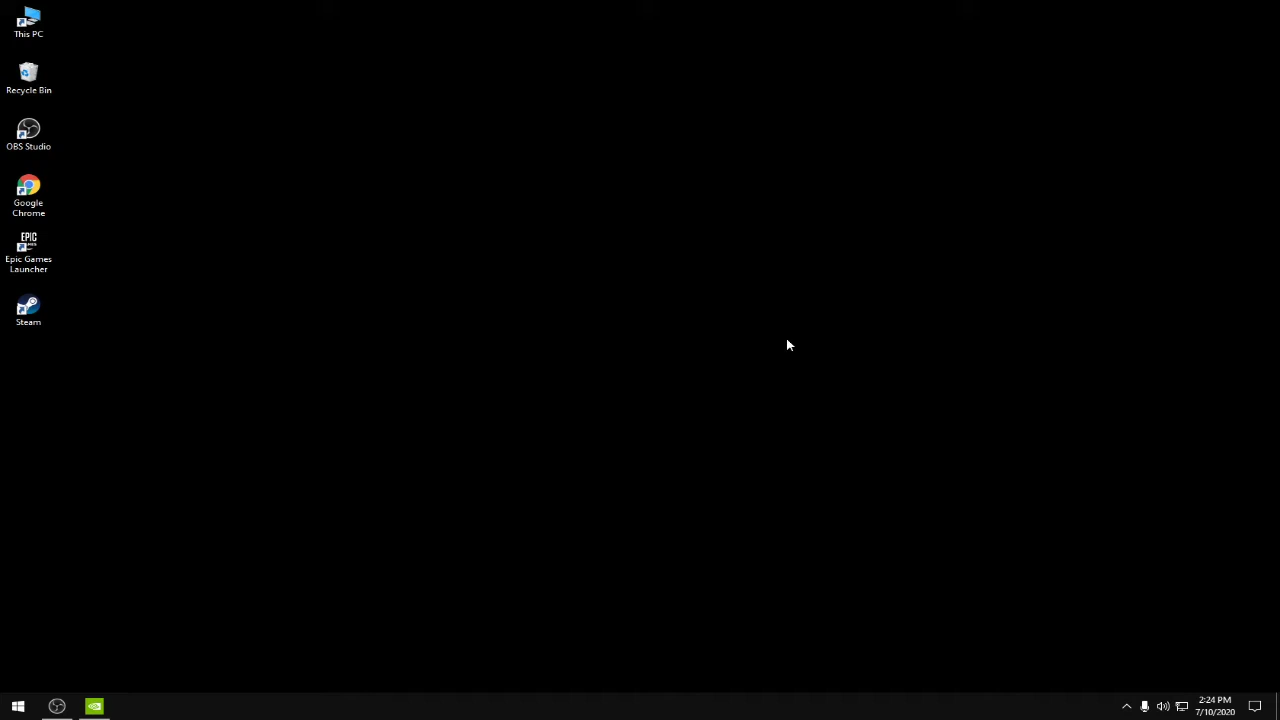 This PC
Recycle Bin
OBS Studio
Google
Chrome
EPIC
Epic Games
Launcher
Steam
2:24 PM
7/10/2020